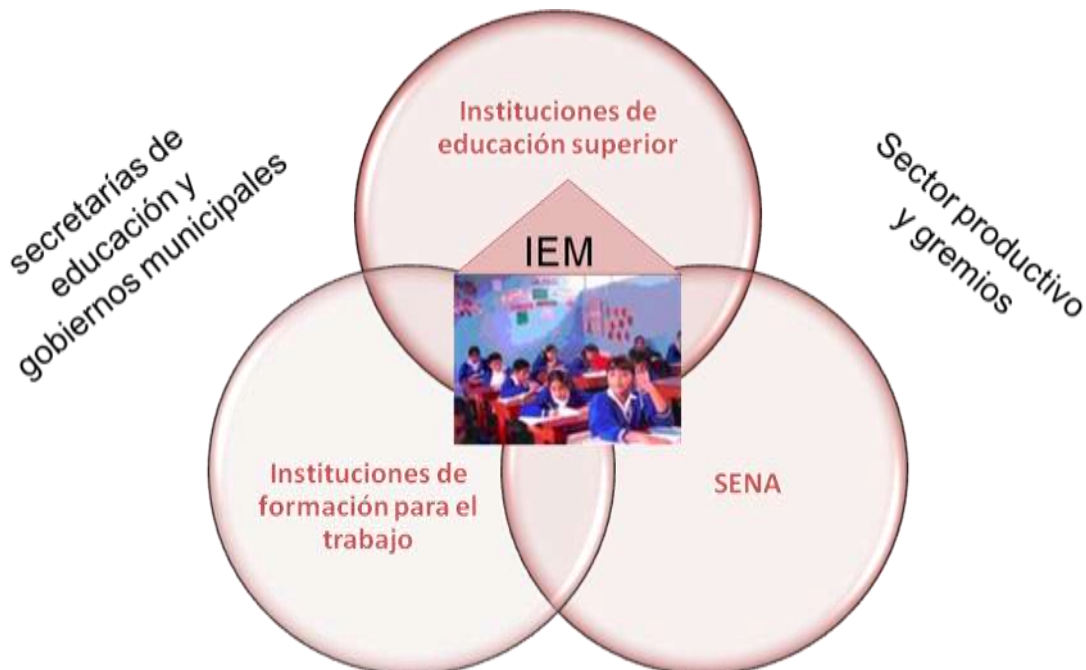 Instituciones de
educación superior
secretarías de
educación y
gobiernos municipales
Sector productivo
y gremios
IEM
Instituciones de
formación para el
trabajo
SENA